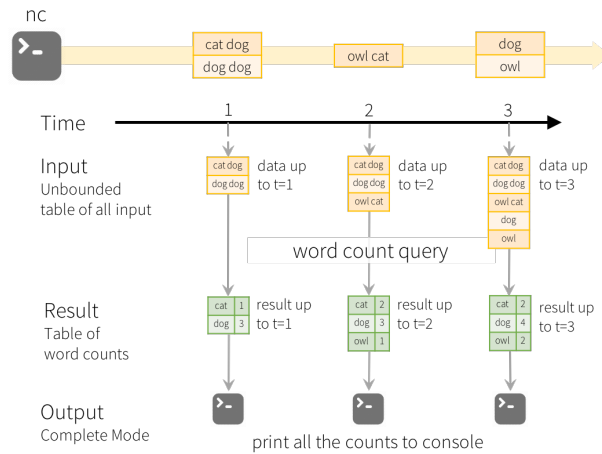 nc
>_
cat dog
dog dog
owl cat
dog
owl
Time
1
2
3
Input
Unbounded
table of all input
cat dog
dog dog
data up
to t=1
cat dog
dog dog
owl cat
data up
to t=2
cat dog
dog dog
owl cat
dog
owl
data up
to t=3
word count query
Result
Table of
word counts
cat 1
dog 3
result up
to t=1
cat 2
dog 3
owl 1
result up
to t=2
cat 2
dog 4
owl 2
result up
to t=3
Output
Complete Mode
>_
>_
>_
print all the counts to console